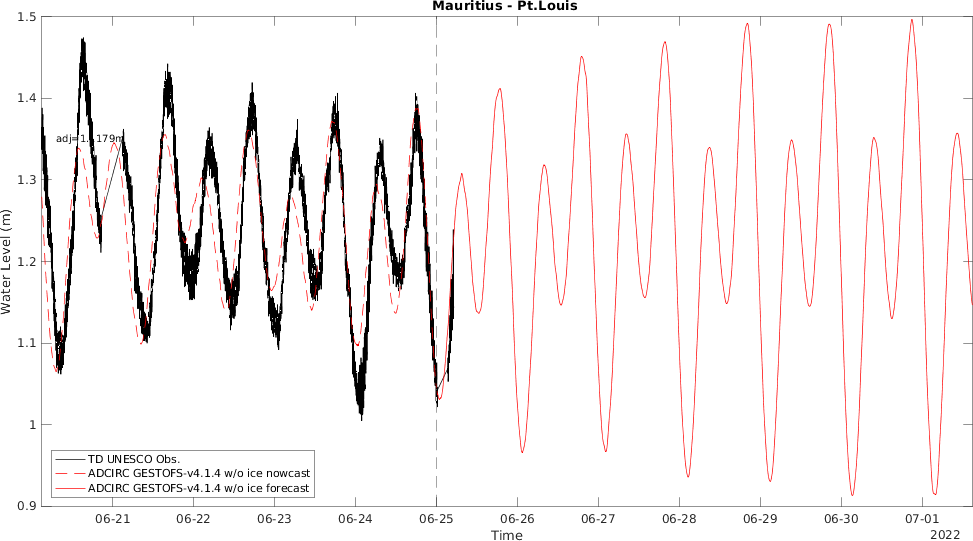 Mauritius - Pt.Louis
1.5
1.4
1.3
1.2
1.1
1
0.9
Water Level (m)
TD UNESCO Obs.
ADCIRC GESTOFS-v4.1.4 w/o ice nowcast
ADCIRC GESTOFS-v4.1.4 w/o ice forecast
06-21 06-22 06-23 06-24 06-25 06-26 06-27 06-28 06-29 06-30 07-01
Time
2022